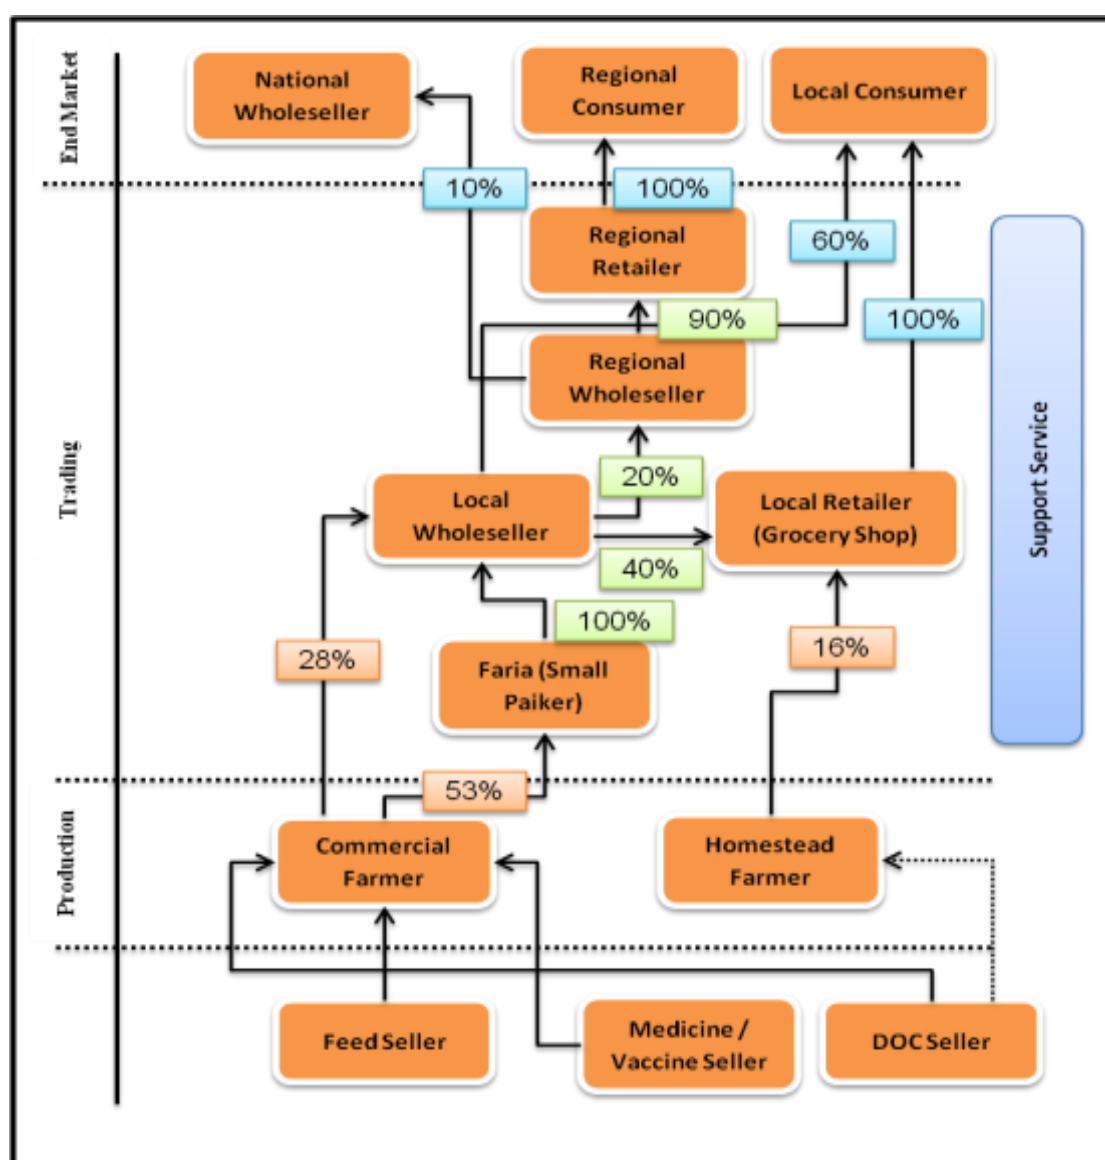 End Market
National
Wholeseller
Regional
Consumer
Local Consumer
10%
100%
Regional
Retailer
60%
90%
100%
Regional
Wholeseller
Trading
Support Service
20%
Local
Wholeseller
Local Retailer
(Grocery Shop)
40%
100%
28%
16%
Faria (Small
Paiker)
53%
Production
Commercial
Farmer
Homestead
Farmer
Feed Seller
Medicine /
Vaccine Seller
DOC Seller